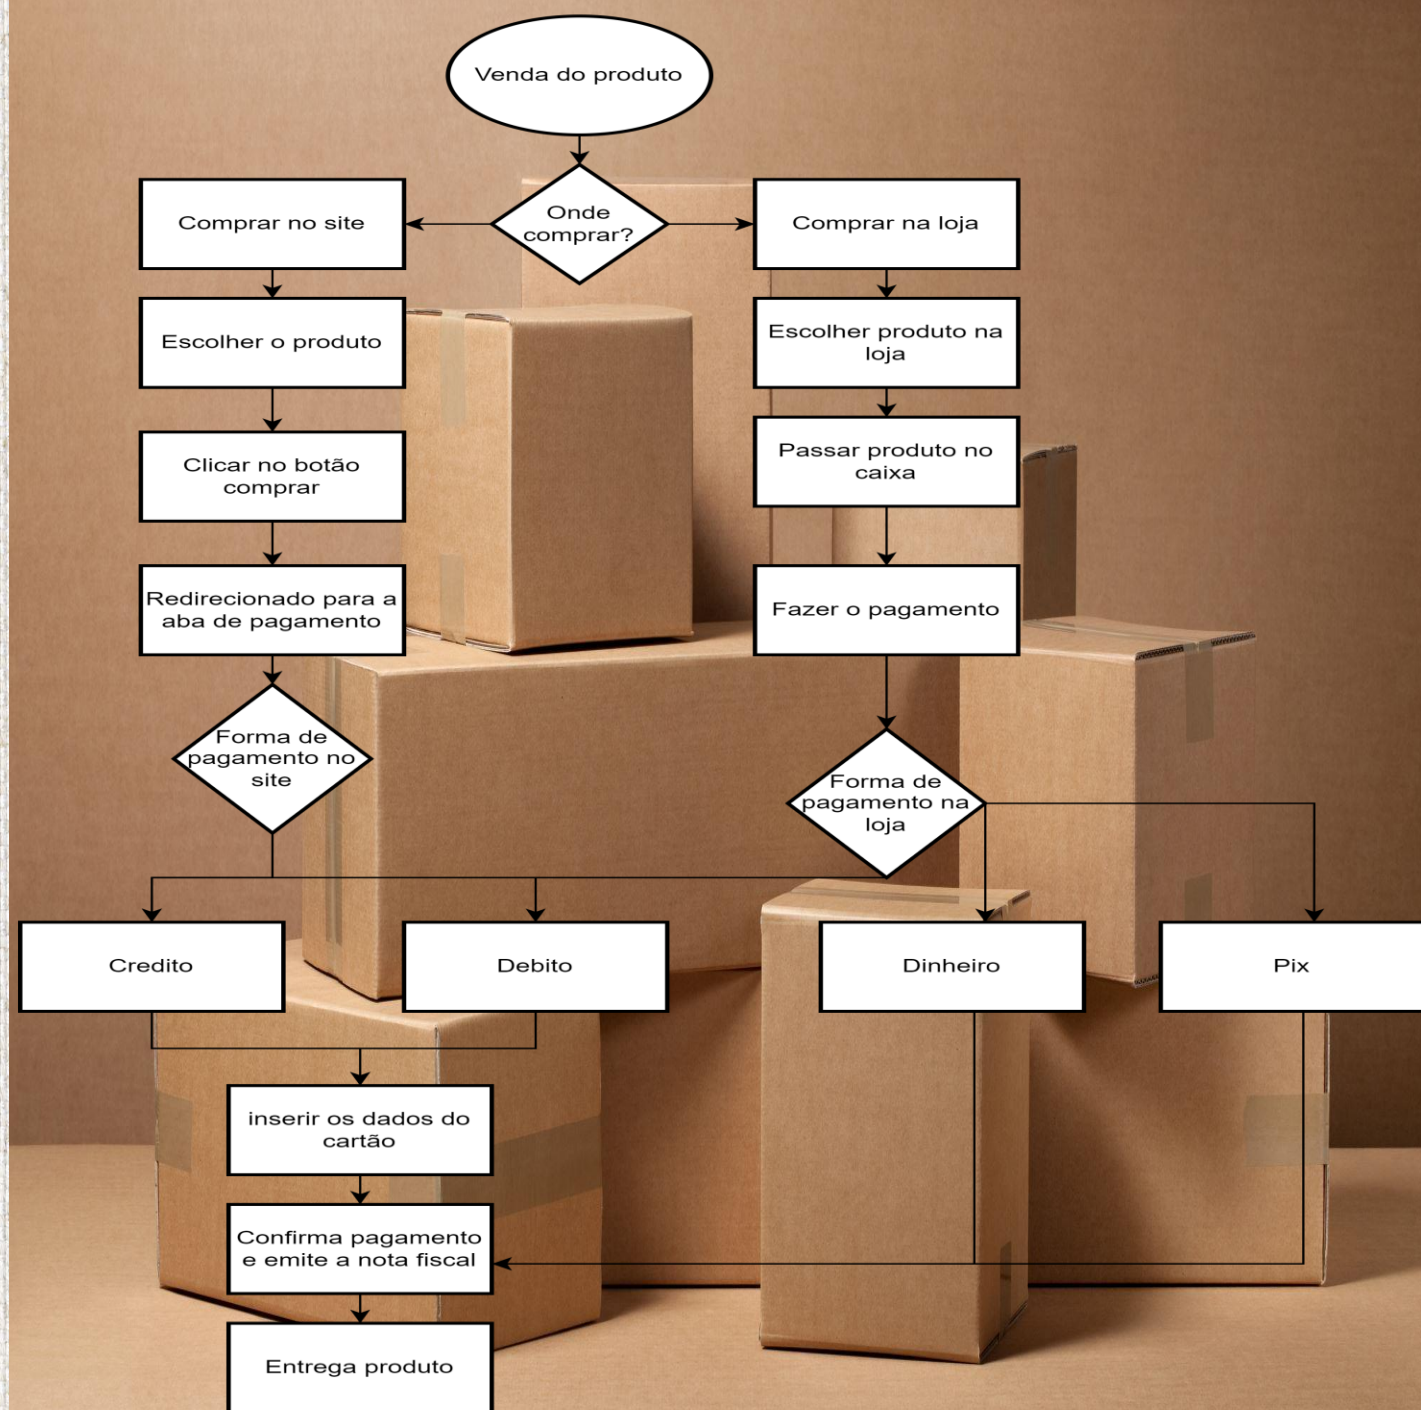 Venda do produto
Onde
comprar?
Comprar no site
Comprar na loja
Escolher o produto
Escolher produto na
loja
Clicar no botão
comprar
Passar produto no
caixa
Redirecionado para a
aba de pagamento
Fazer o pagamento
Forma de
pagamento no
site
Forma de
pagamento na
loja
Credito
Debito
Dinheiro
Pix
inserir os dados do
cartão
Confirma pagamento
e emite a nota fiscal
Entrega produto